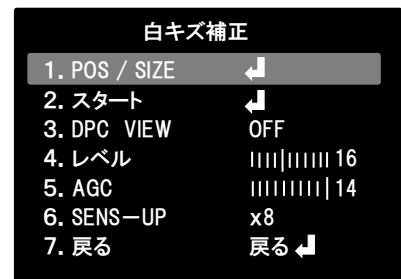 白キズ補正
1. POS / SIZE ↲
2. スタート ↲
3. DPC VIEW OFF
4. レベル ||||||||||| 16
5. AGC |||||||||| 14
6. SENS－UP x8
7. 戻る 戻る ↲